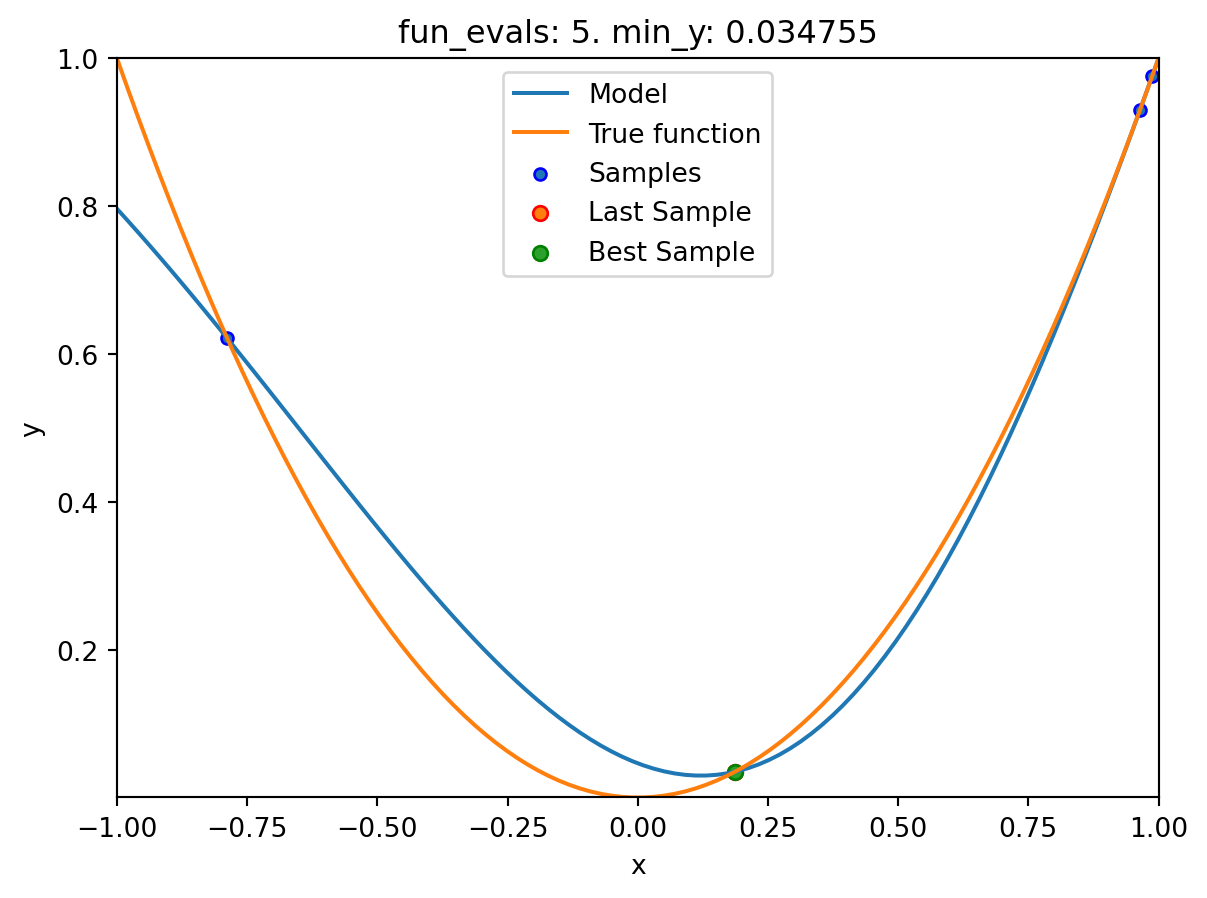 fun_evals: 5. min_y: 0.034755
1.0
0.8
0.6
0.4
0.2
y
Model
True function
Samples
Last Sample
Best Sample
−1.00 −0.75 −0.50 −0.25 0.00 0.25 0.50 0.75 1.00
x